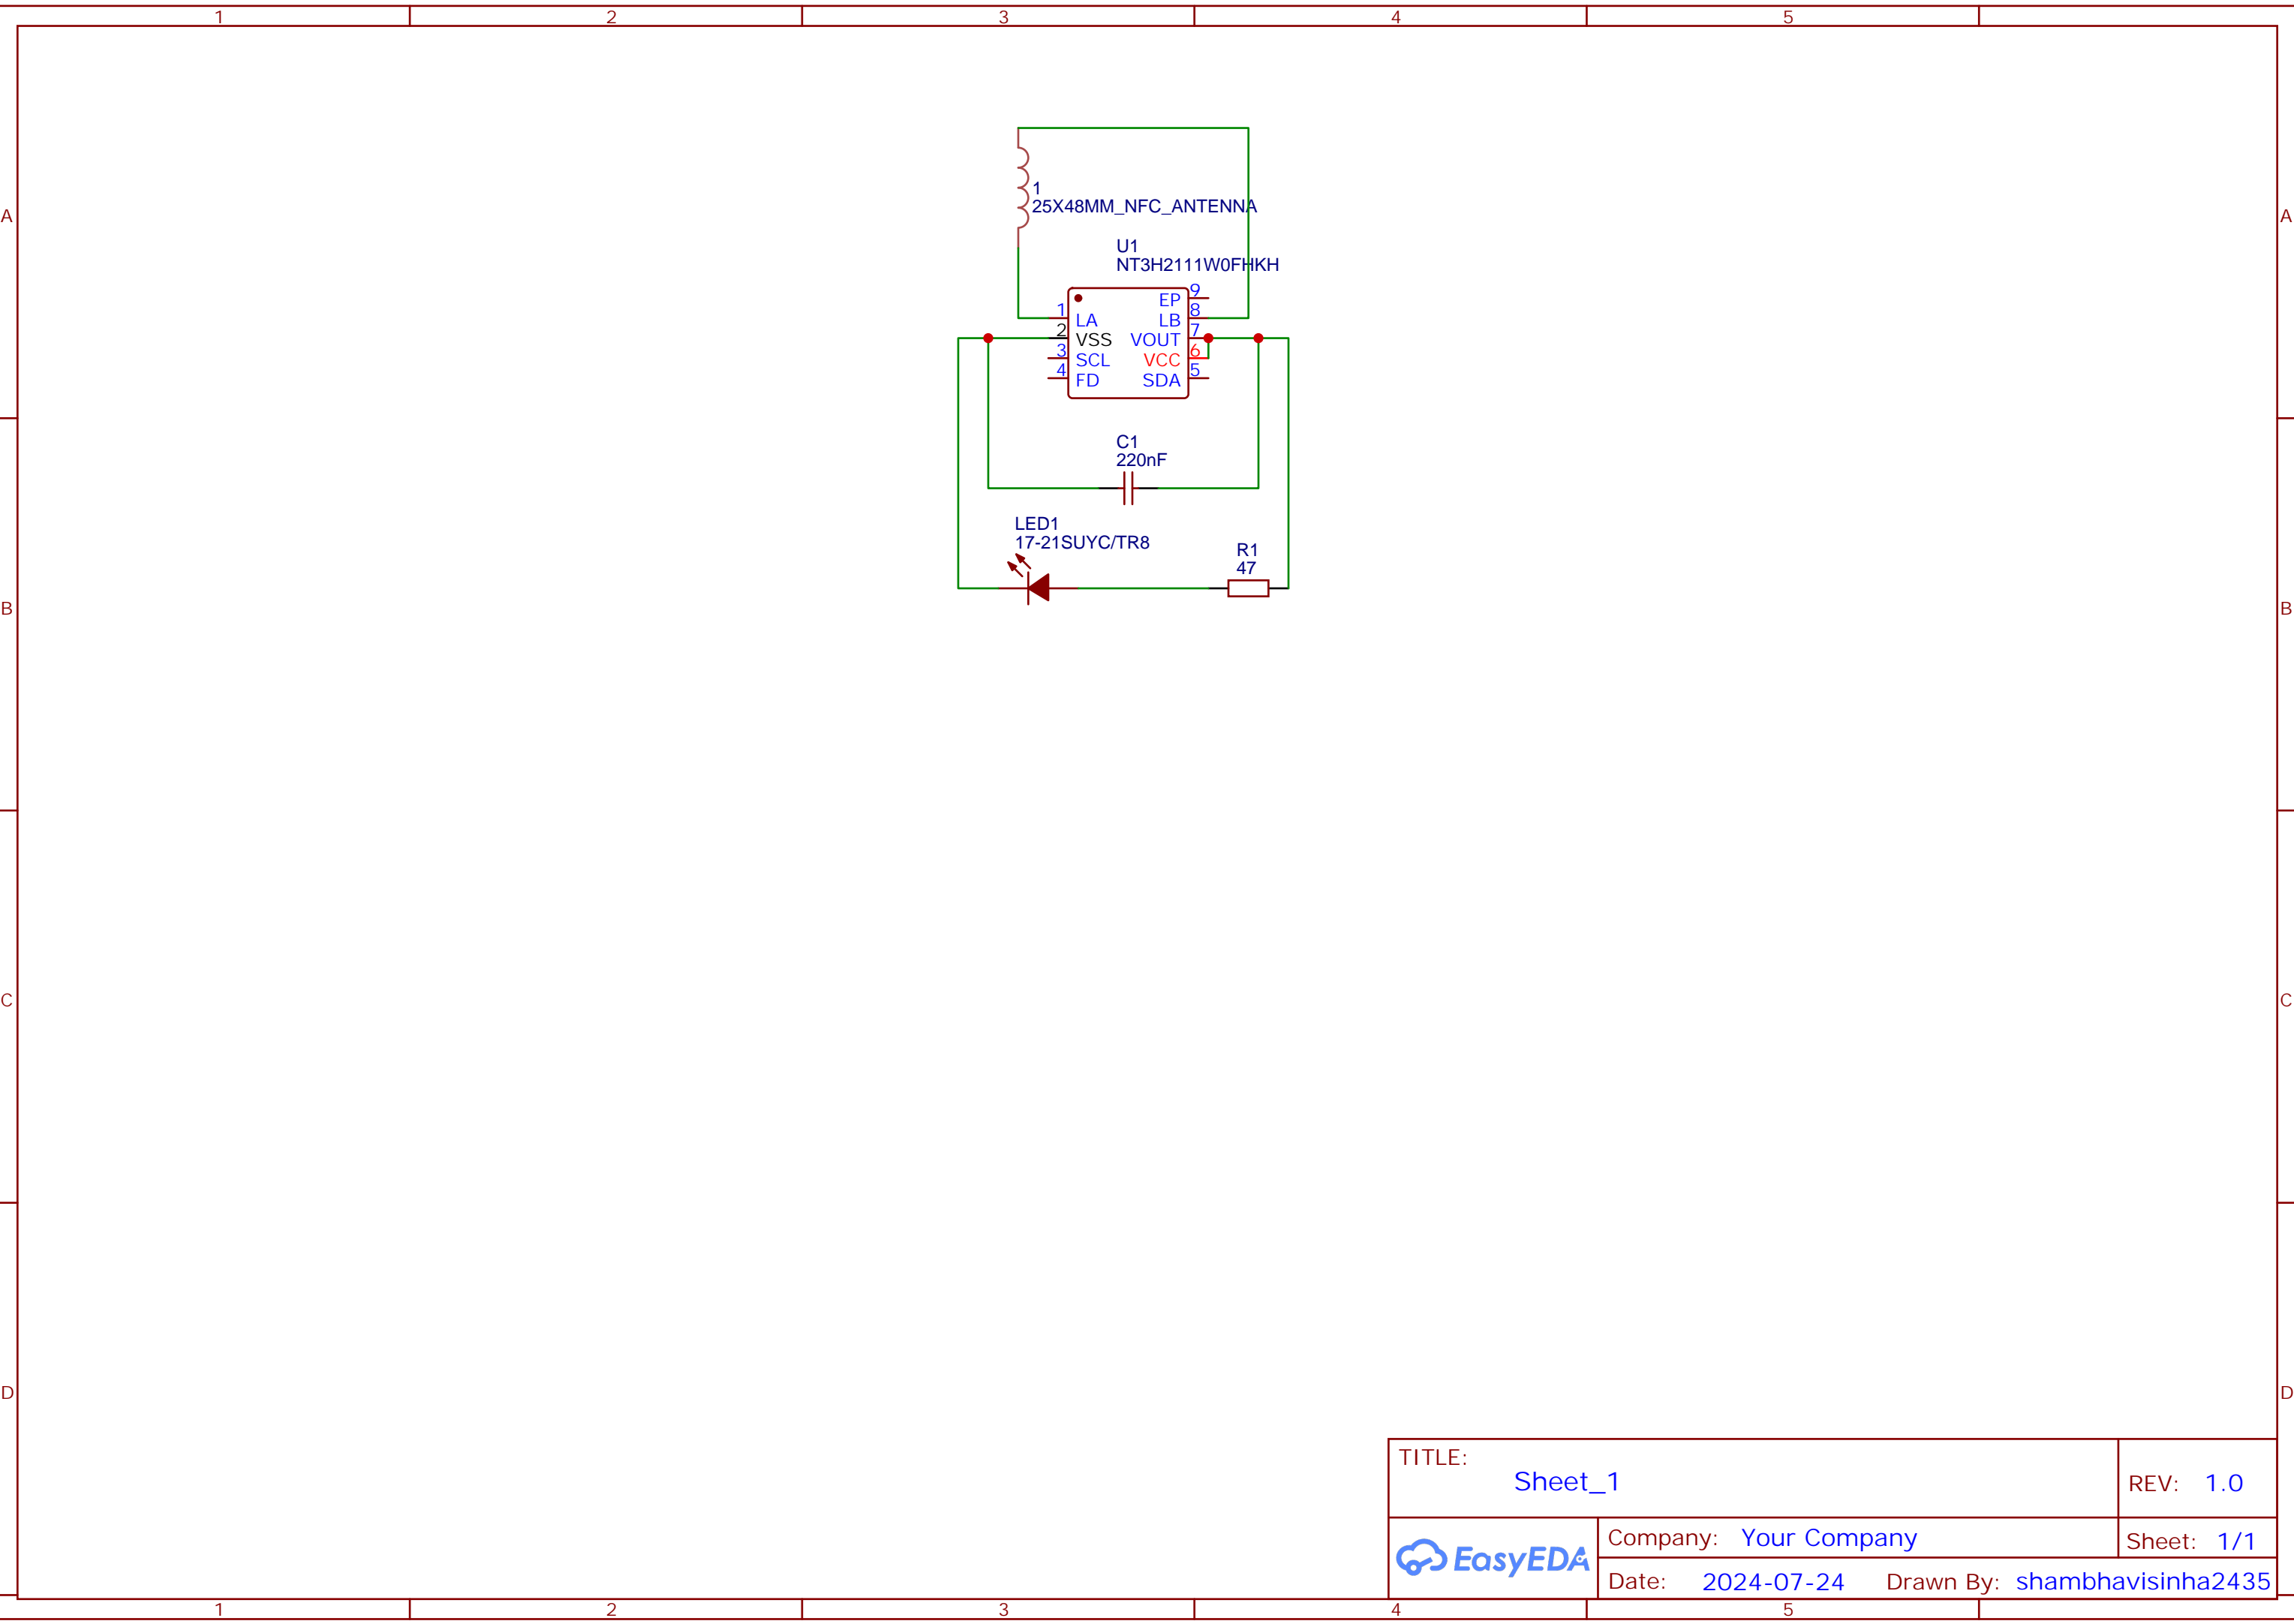 1 2 3 4 5
A A
1
25X48MM_NFC_ANTENNA
U1
NT3H2111W0FHKH
EP 9
1 LA LB 8
2 VSS VOUT 7
3 SCL VCC 6
4 FD SDA 5
C1
220nF
LED1
17-21SUYC/TR8
R1
47
B B
C C
D D
TITLE:
Sheet_1
REV: 1.0
EasyEDA
Company: Your Company
Sheet: 1/1
Date: 2024-07-24 Drawn By: shambhavisinha2435
1 2 3 4 5